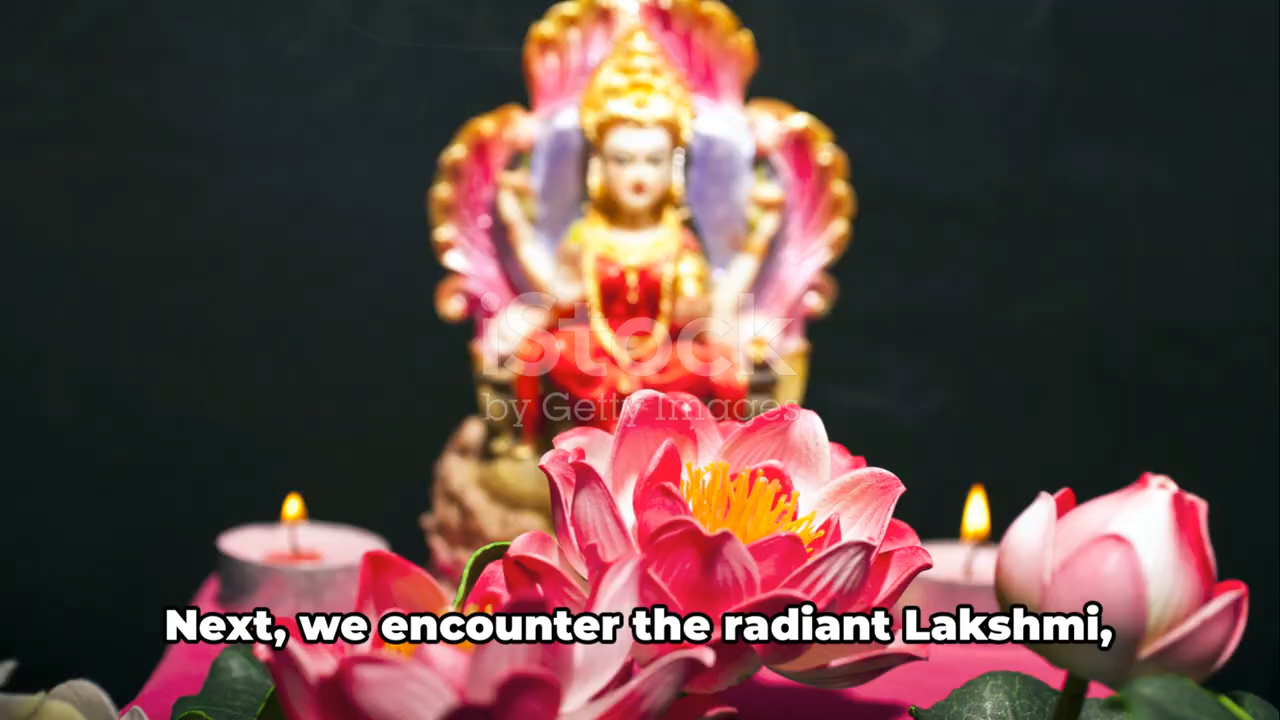 iStock
by Getty Images
Next, we encounter the radiant Lakshmi,